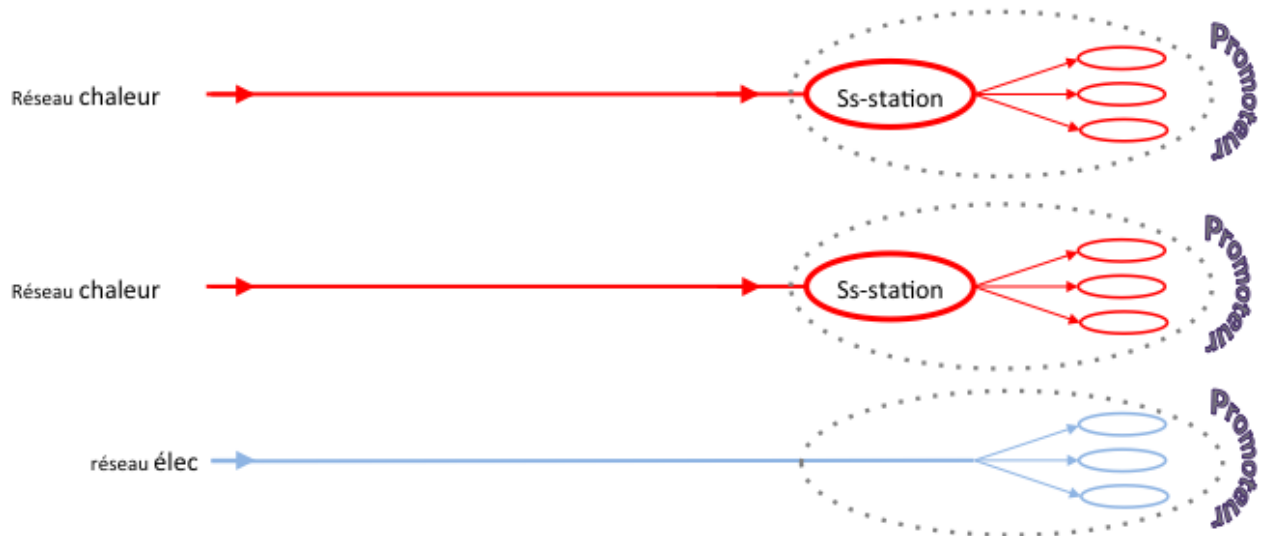 Réseau chaleur
Ss-station
Promoteur
Réseau chaleur
Ss-station
Promoteur
réseau élec
Promoteur